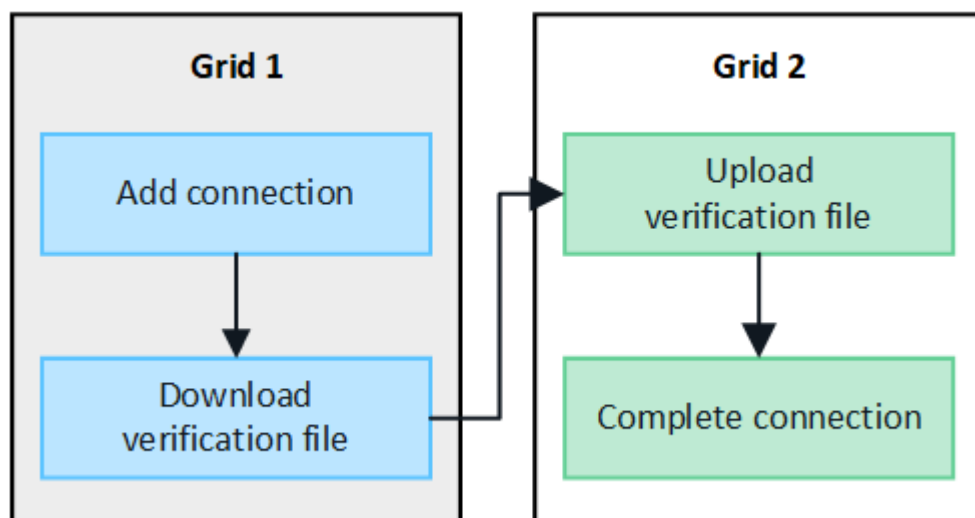 Grid 1
Add connection
Download
verification file
Grid 2
Upload
verification file
Complete connection